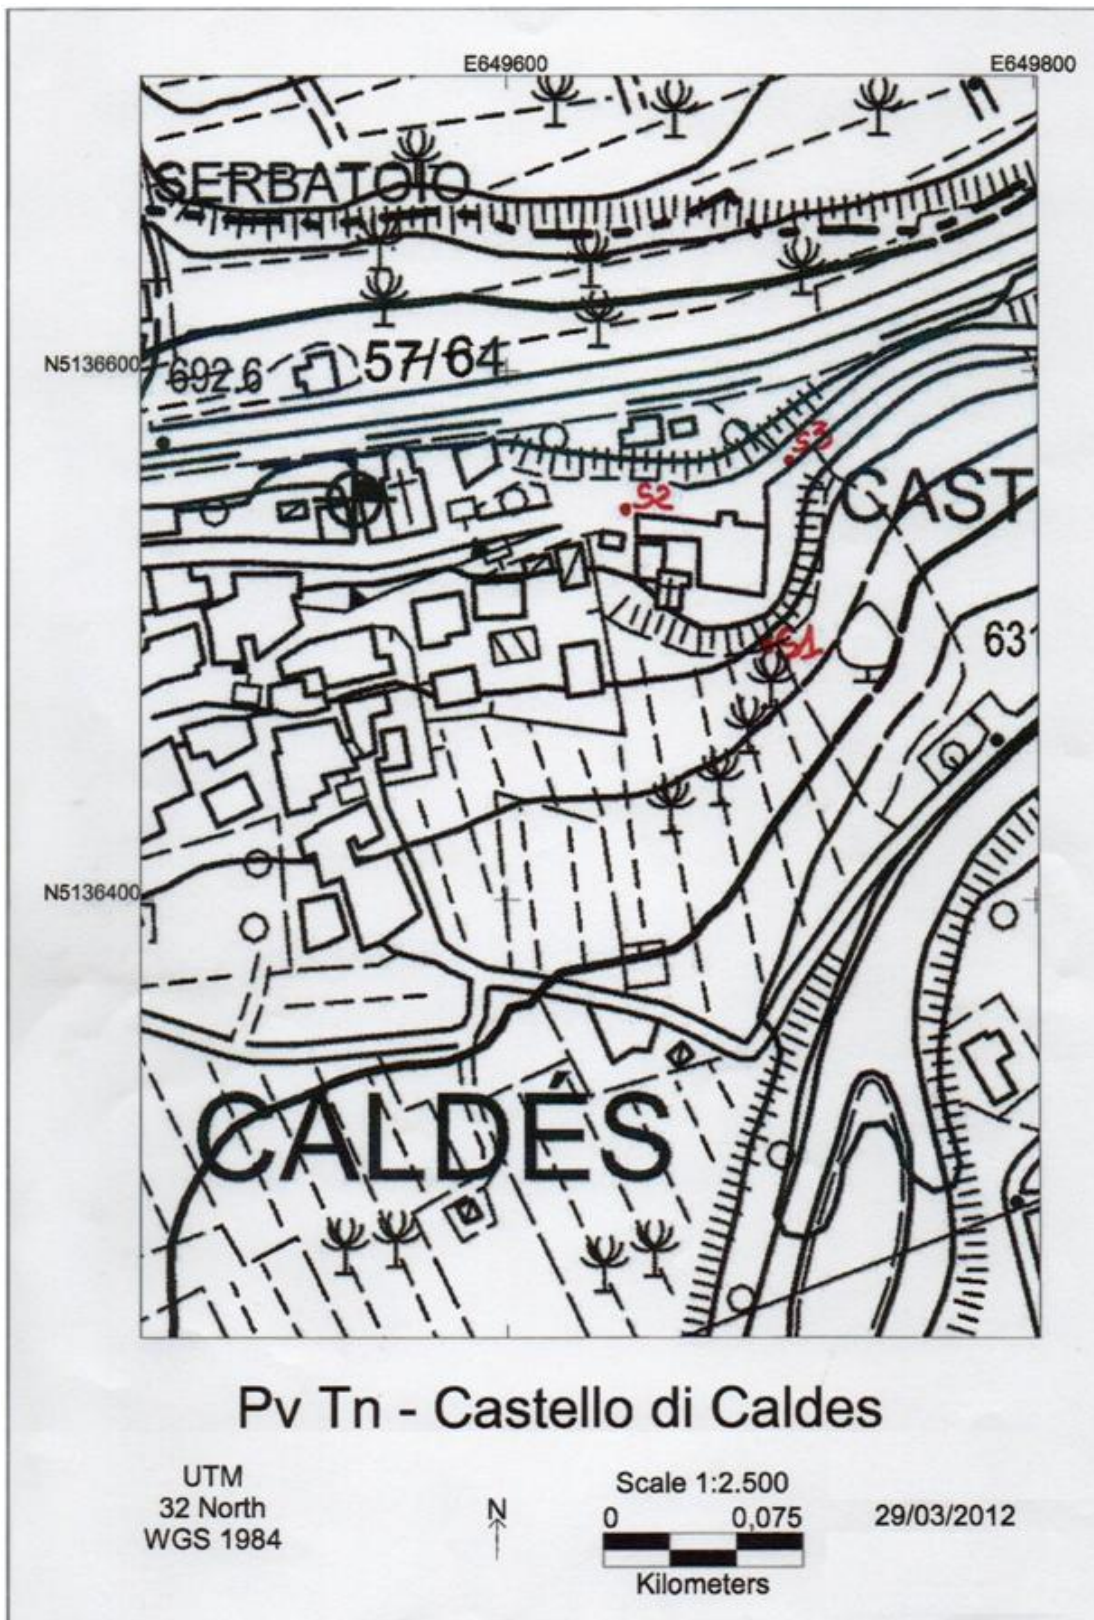 E649600 E649800
SERBATOIO
N5136600
692.6 57/64
S3
S2
CAST
S1
63
N5136400
CALDÉS
Pv Tn - Castello di Caldes
UTM
32 North
WGS 1984
N
Scale 1:2.500
0 0,075
Kilometers
29/03/2012